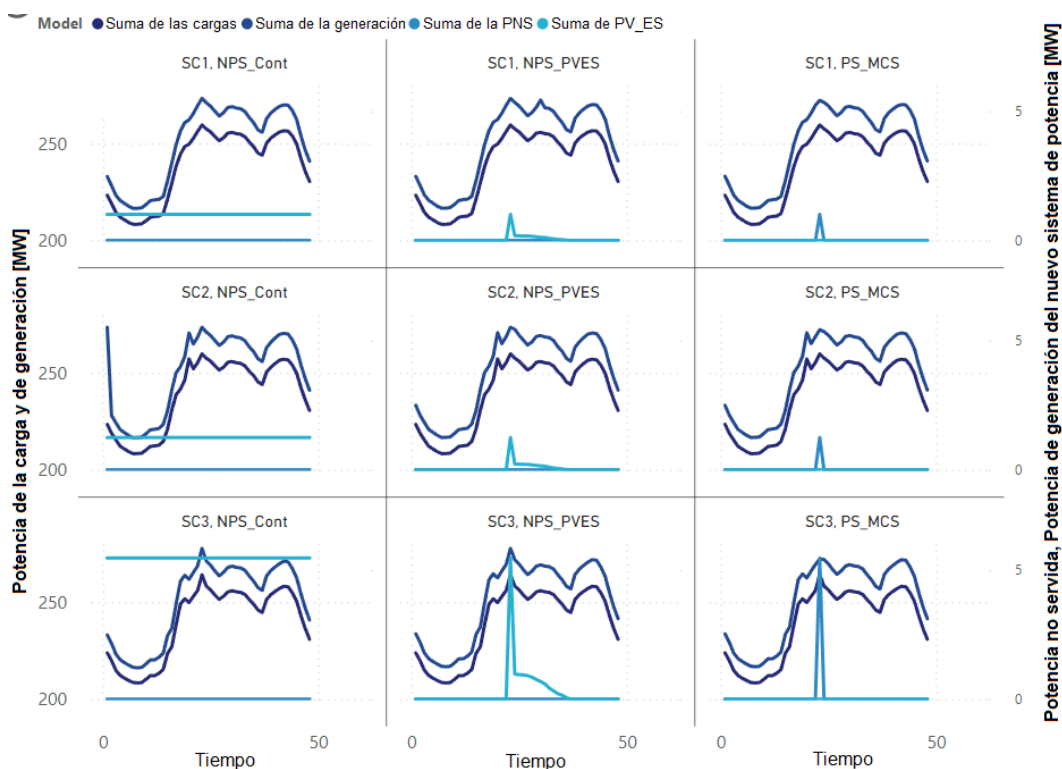 Model Suma de las cargas Suma de la generación Suma de la PNS Suma de PV_ES
Potencia de la carga y de generación [MW]
Potencia no servida, Potencia de generación del nuevo sistema de potencia [MW]
SC1, NPS_Cont SC1, NPS_PVES SC1, PS_MCS
250 5
200 0
SC2, NPS_Cont SC2, NPS_PVES SC2, PS_MCS
250 5
200 0
SC3, NPS_Cont SC3, NPS_PVES SC3, PS_MCS
250 5
200 0
0 50 0 50 0 50
Tiempo Tiempo Tiempo